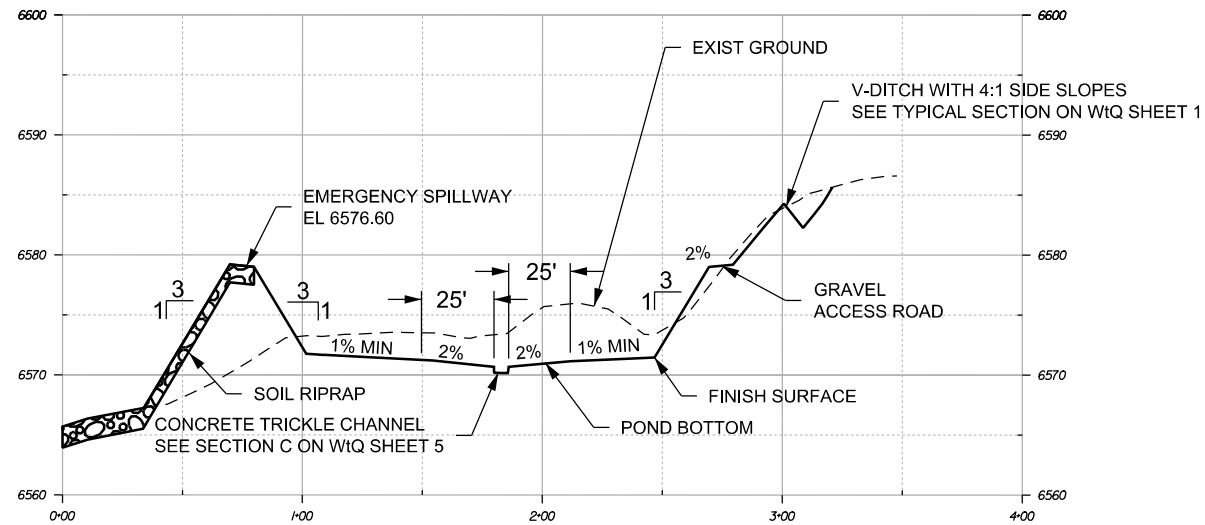 6600
6600
EXIST GROUND
V-DITCH WITH 4:1 SIDE SLOPES
SEE TYPICAL SECTION ON WtQ SHEET 1
6590
6590
EMERGENCY SPILLWAY
EL 6576.60
6580
2%
6580
3
1
3
1
25'
25'
3
1
GRAVEL
ACCESS ROAD
1% MIN
2%
2%
1% MIN
6570
6570
SOIL RIPRAP
FINISH SURFACE
CONCRETE TRICKLE CHANNEL
SEE SECTION C ON WtQ SHEET 5
POND BOTTOM
6560
6560
0+00
1+00
2+00
3+00
4+00